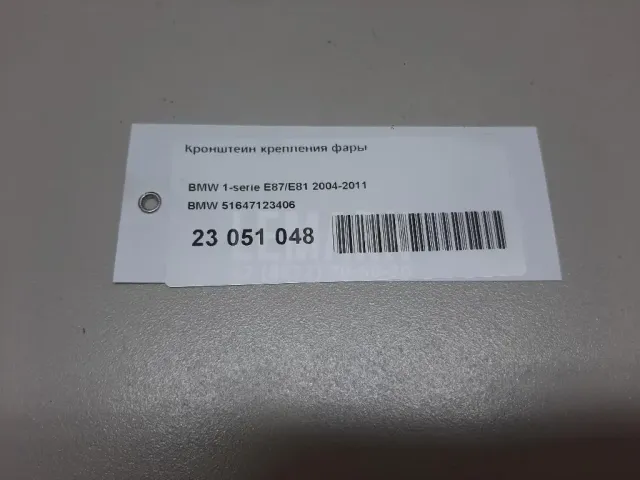 Кронштейн крепления фары
BMW 1-serie E87/E81 2004-2011
BMW 51647123406
23 051 048